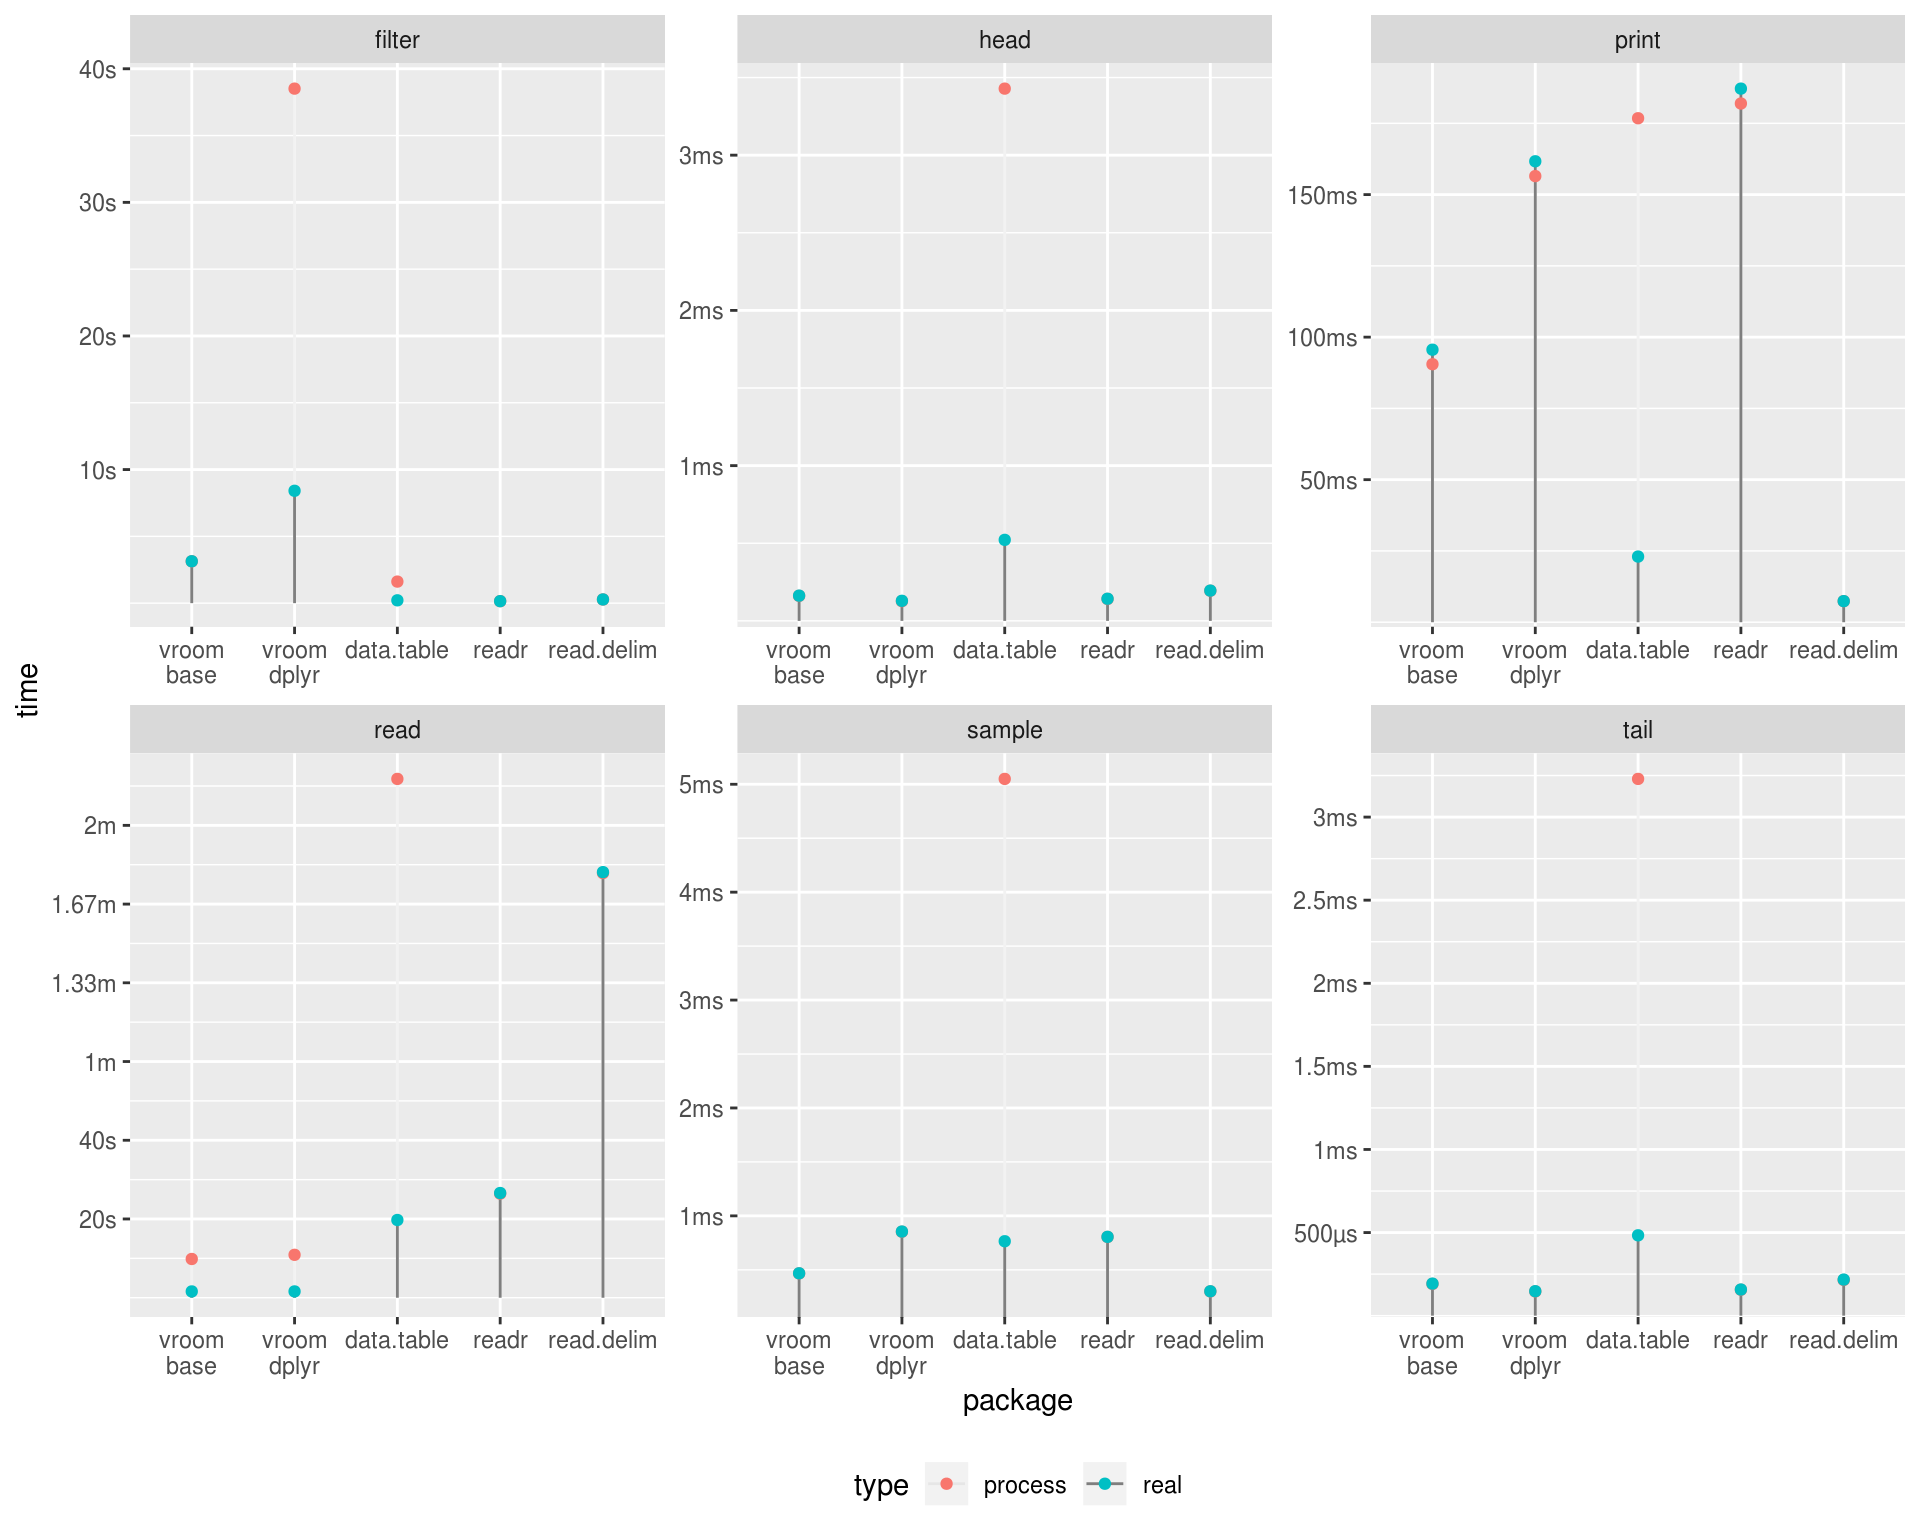 filter
head
print
40s
30s
20s
10s
3ms
2ms
1ms
150ms
100ms
50ms
vroom base
vroom dplyr
data.table
readr
read.delim
vroom base
vroom dplyr
data.table
readr
read.delim
vroom base
vroom dplyr
data.table
readr
read.delim
time
read
sample
tail
2m
1.67m
1.33m
1m
40s
20s
5ms
4ms
3ms
2ms
1ms
3ms
2.5ms
2ms
1.5ms
1ms
500µs
vroom base
vroom dplyr
data.table
readr
read.delim
vroom base
vroom dplyr
data.table
readr
read.delim
vroom base
vroom dplyr
data.table
readr
read.delim
package
type process real